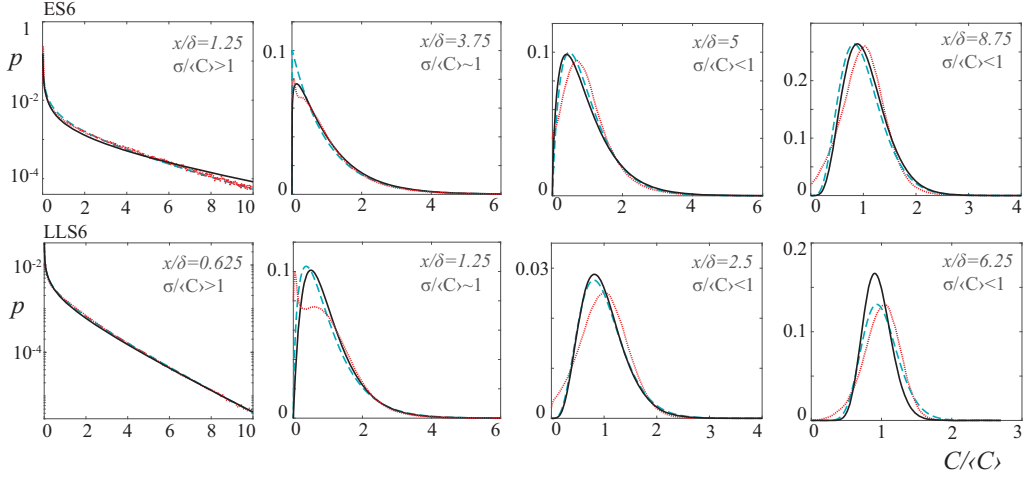 ES6
p
1
10⁻²
10⁻⁴
x/δ=1.25
σ/‹C›>1
0 2 4 6 8 10
0.1
0
x/δ=3.75
σ/‹C›~1
0 2 4 6
0.1
0
x/δ=5
σ/‹C›<1
0 2 4 6
0.2
0.1
0
x/δ=8.75
σ/‹C›<1
0 1 2 3 4
LLS6
p
10⁻²
10⁻⁴
x/δ=0.625
σ/‹C›>1
0 2 4 6 8 10
0.1
0
x/δ=1.25
σ/‹C›~1
0 2 4 6
0.03
0
x/δ=2.5
σ/‹C›<1
0 1 2 3 4
0.2
0.1
0
x/δ=6.25
σ/‹C›<1
0 1 2 3
C/‹C›